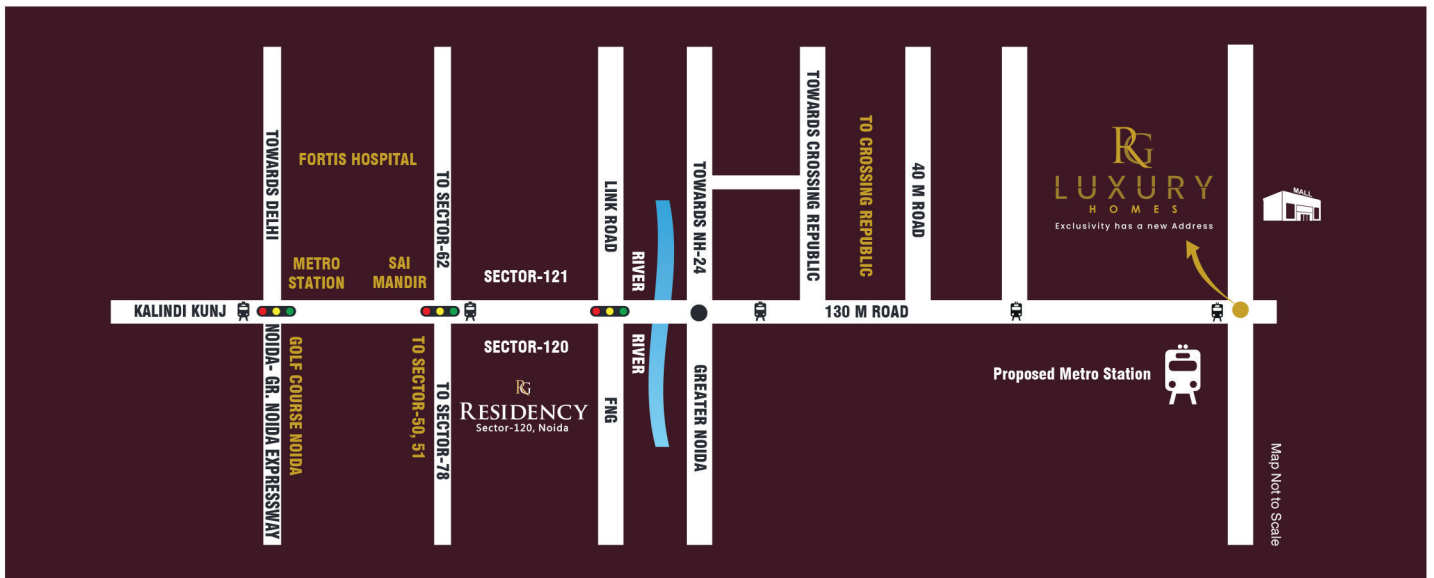 TOWARDS DELHI
FORTIS HOSPITAL
METRO
STATION
SAI
MANDIR
TO SECTOR-62
SECTOR-121
LINK ROAD
RIVER
TOWARDS NH-24
TOWARDS CROSSING REPUBLIC
TO CROSSING REPUBLIC
40 M ROAD
RG
LUXURY
HOMES
Exclusivity has a new Address
MALL
KALINDI KUNJ
130 M ROAD
NOIDA- GR. NOIDA EXPRESSWAY
GOLF COURSE NOIDA
TO SECTOR-50, 51
TO SECTOR-78
SECTOR-120
RG
RESIDENCY
Sector-120, Noida
FNG
RIVER
GREATER NOIDA
Proposed Metro Station
Map Not to Scale